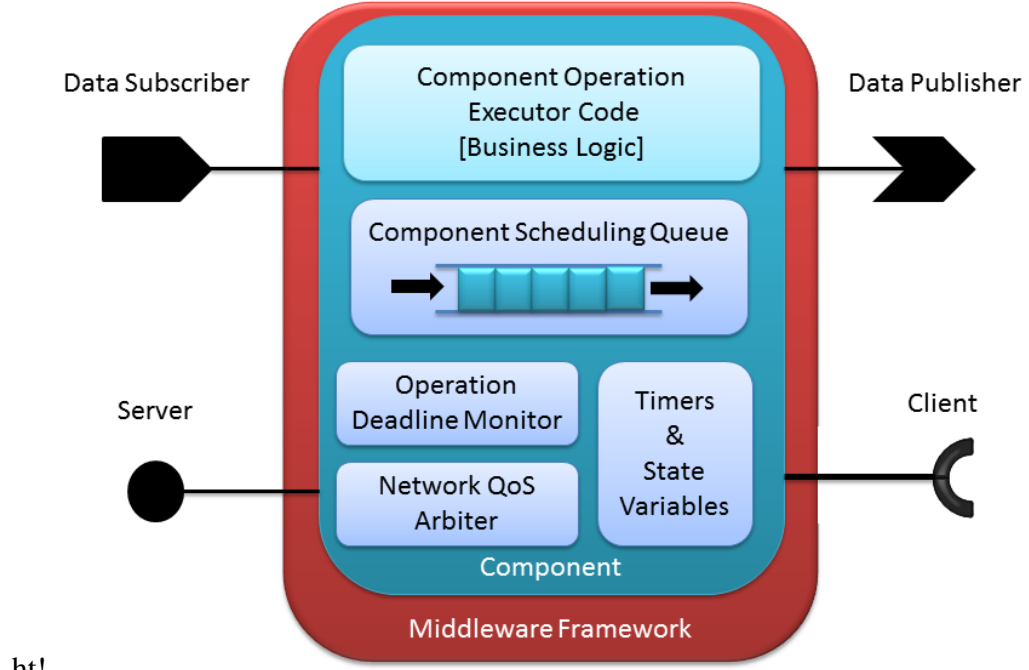 Data Subscriber
Component Operation
Executor Code
[Business Logic]
Data Publisher
Component Scheduling Queue
Server
Operation
Deadline Monitor
Timers
&
State
Variables
Client
Network QoS
Arbiter
Component
Middleware Framework
ht!